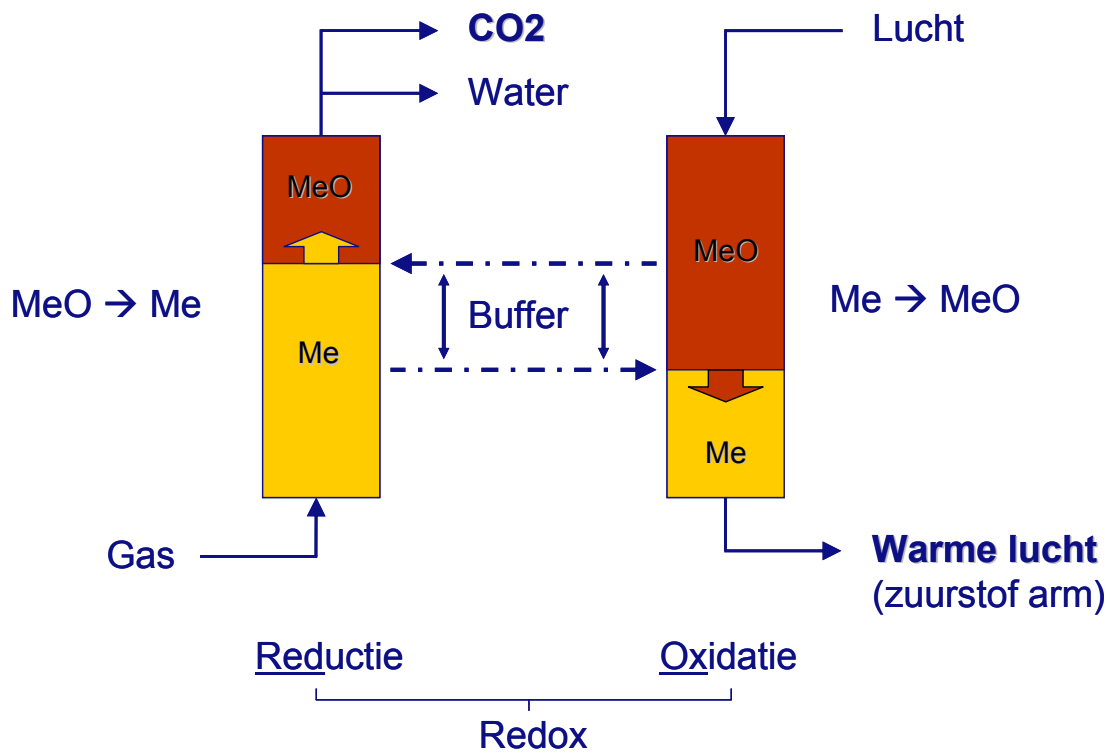 CO2
Lucht
Water
MeO
MeO
MeO → Me
Buffer
Me → MeO
Me
Me
Gas
Warme lucht
(zuurstof arm)
Reductie
Oxidatie
Redox